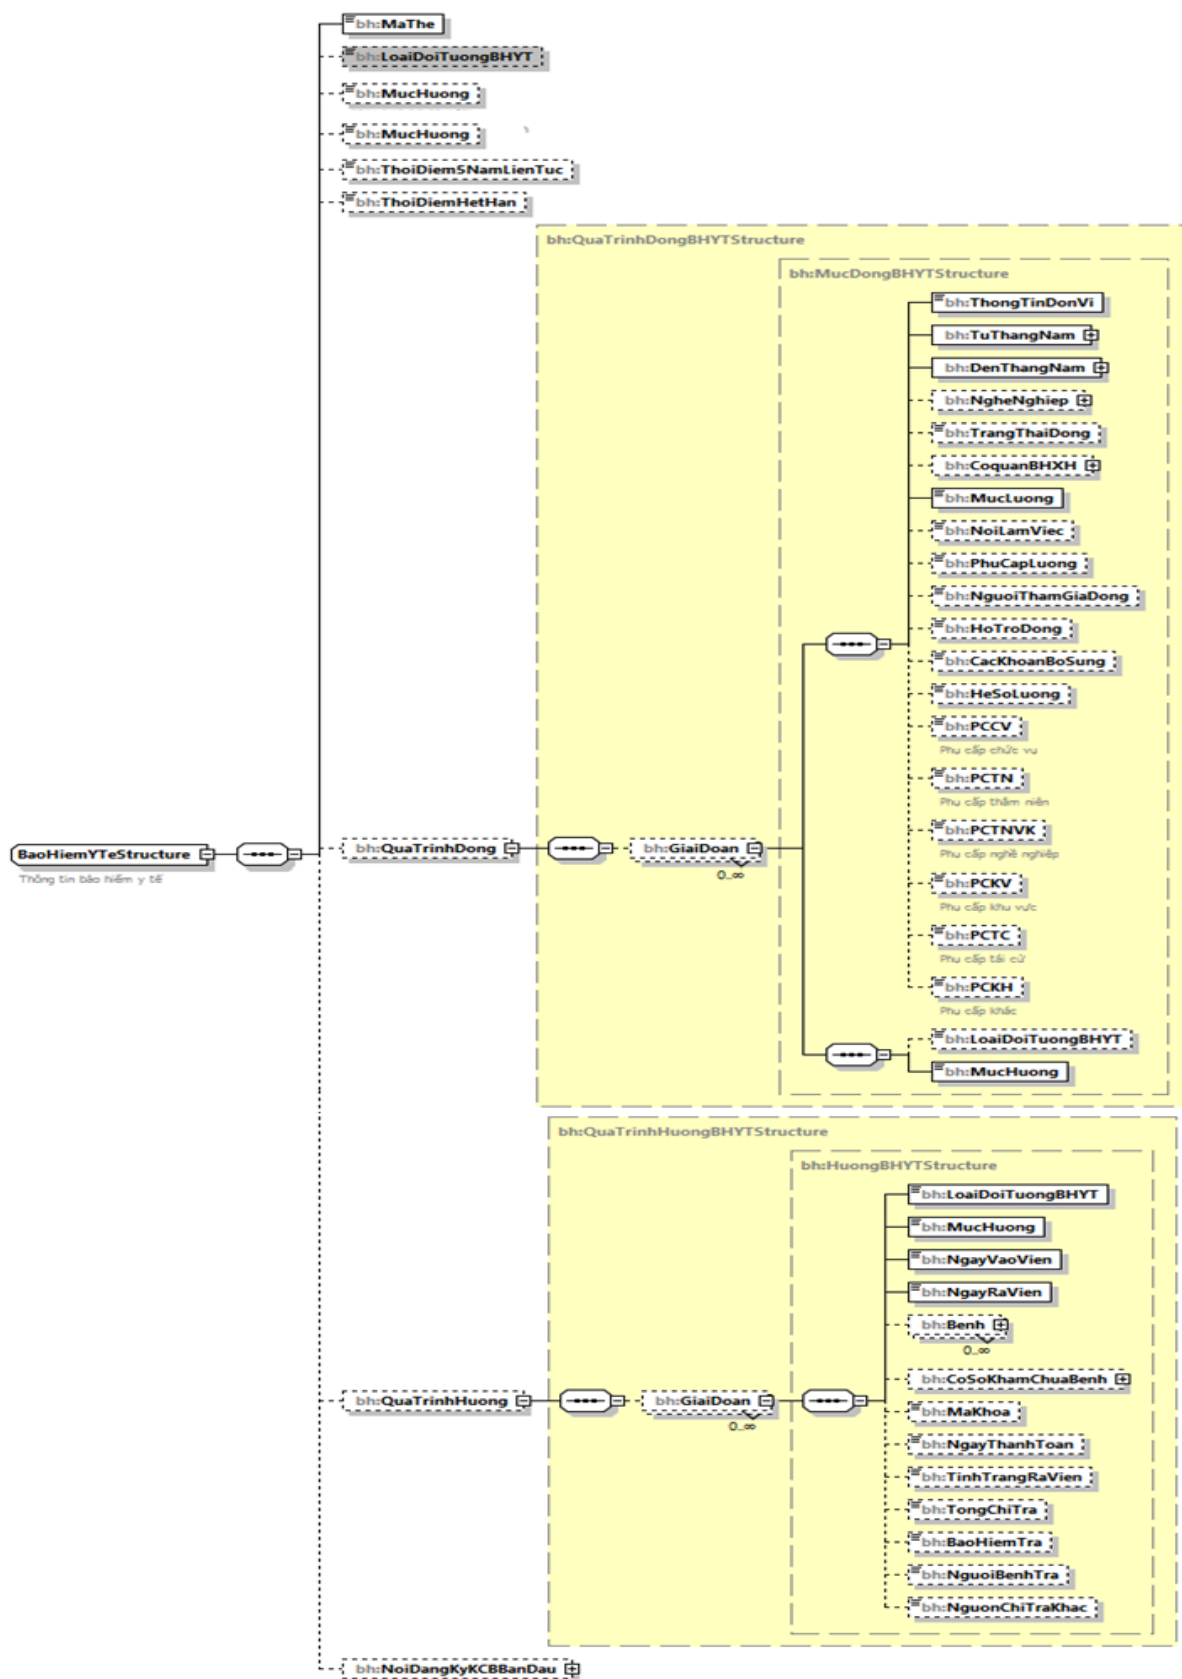 bh:MaThe
bh:LoaiDoiTuongBHYT
bh:MucHuong
bh:MucHuong
bh:ThoiDiem5NamLienTuc
bh:ThoiDiemHetHan
bh:QuaTrinhDongBHYTStructure
bh:MucDongBHYTStructure
bh:ThongTinDonVi
bh:TuThangNam
bh:DenThangNam
bh:NgheNghiep
bh:TrangThaiDong
bh:CoquanBHXH
bh:MucLuong
bh:NoiLamViec
bh:PhuCapLuong
bh:NguoiThamGiaDong
bh:HoTroDong
bh:CacKhoanBoSung
bh:HeSoLuong
bh:PCCV
Phụ cấp chức vụ
bh:PCTN
Phụ cấp thâm niên
bh:PCTNVK
Phụ cấp nghề nghiệp
bh:PCKV
Phụ cấp khu vực
bh:PCTC
Phụ cấp tái cử
bh:PCKH
Phụ cấp khác
bh:LoaiDoiTuongBHYT
bh:MucHuong
BaoHiemYTeStructure
Thông tin bảo hiểm y tế
bh:QuaTrinhDong
bh:GiaiDoan
0..∞
bh:QuaTrinhHuongBHYTStructure
bh:HuongBHYTStructure
bh:LoaiDoiTuongBHYT
bh:MucHuong
bh:NgayVaoVien
bh:NgayRaVien
bh:Benh
0..∞
bh:CoSoKhamChuaBenh
bh:MaKhoa
bh:NgayThanhToan
bh:TinhTrangRaVien
bh:TongChiTra
bh:BaoHiemTra
bh:NguoiBenhTra
bh:NguonChiTraKhac
bh:QuaTrinhHuong
bh:GiaiDoan
0..∞
bh:NoiDangKyKCBBanDau